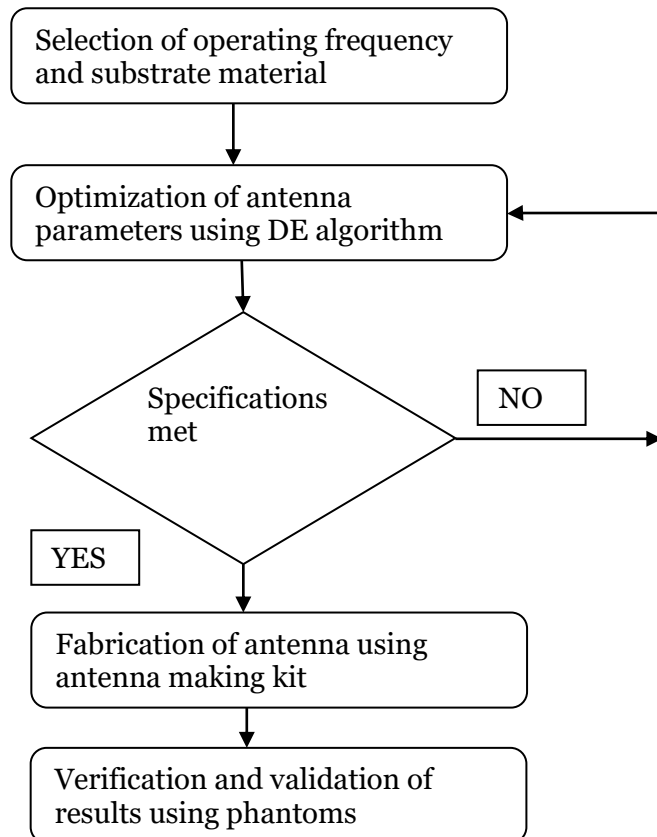 Selection of operating frequency
and substrate material
Optimization of antenna
parameters using DE algorithm
Specifications
met
NO
YES
Fabrication of antenna using
antenna making kit
Verification and validation of
results using phantoms